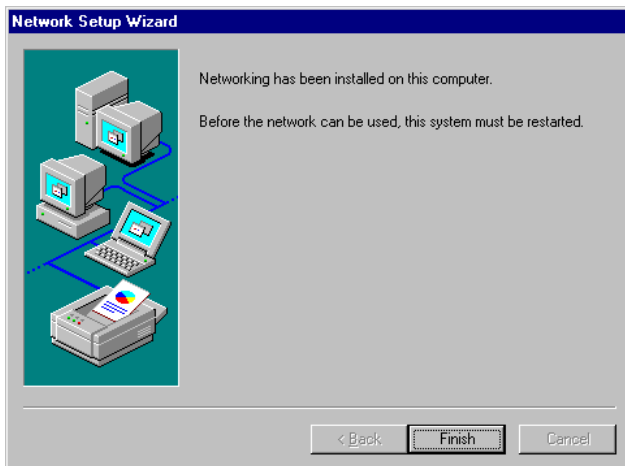 Network Setup Wizard
Networking has been installed on this computer.
Before the network can be used, this system must be restarted.
< Back
Finish
Cancel